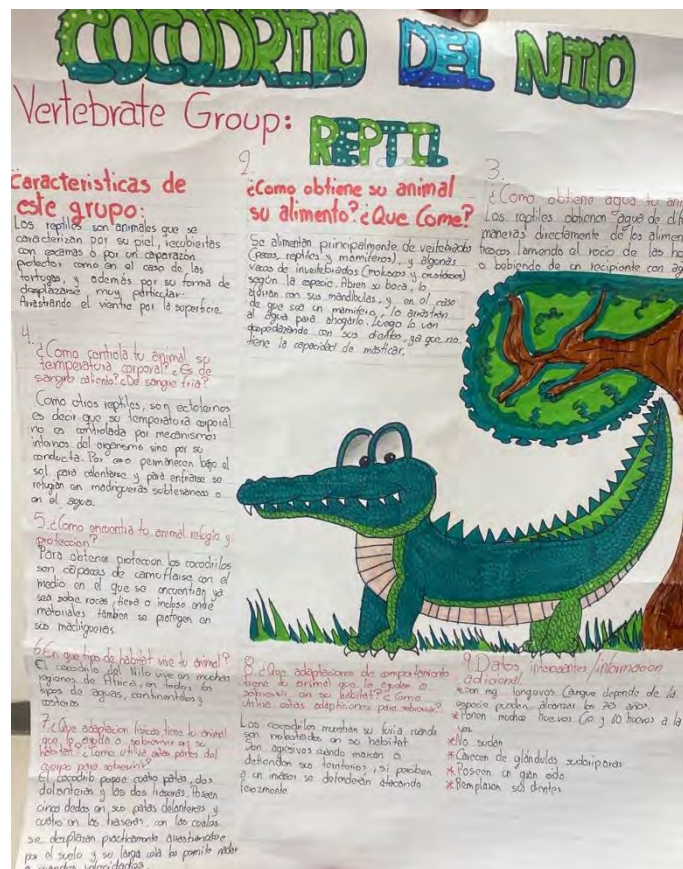 COCODRILO DEL NILO
Vertebrate Group: REPTIL
Caracteristicas de
este grupo:
Los reptiles son animales que se
caracterizan por su piel, recubiertas
con escamas o por un caparazón
protector como en el caso de las
tortugas, y además por su forma de
desplazarse muy particular:
Arrastrando el vientre por la superficie.
2.
¿Como obtiene su animal
su alimento? ¿Que Come?
Se alimentan principalmente de vertebrados
(peces, reptiles y mamiferos), y algunas
veces de invertebrados (moluscos y crustáceos)
según la especie. Abren su boca, lo
con sus mandibulas, y, en el caso
de que sea un mamifero, lo arrastran
al agua para ahogarlo. Luego lo van
despedazando con sus dientes, ya que no
tiene la capacidad de masticar.
3.
¿Como obtiene agua tu
Los reptiles obtienen agua de
maneras directamente de los
frescos lamendo el rocio de las
o bebiendo de un recipiente con
4.
¿Como controla tu animal su
temperatura corporal? ¿Es de
sangre caliente? ¿De sangre fria?
Como otros reptiles, son ectotermos
es decir que su temperatura corporal
no es controlada por mecanismos
internos del organismo sino por su
conducta. Por eso permanecen bajo el
sol para calentarse y para enfriarse se
refugian en madrigueras subterraneas o
en el agua.
5. ¿Como encuentra tu animal refugio y
proteccion?
Para obtener proteccion los cocodrilos
son capaces de camuflarse con el
medio en el que se encuentran ya
sea sobre rocas, tierra o incluso entre
materiales tambien se protegen en
sus madrigueras
6. ¿En que tipo de habitat vive tu animal?
El cocodrilo del Nilo vive en muchas
regiones de Africa en todos los
tipos de aguas, continentales y
costeros
7. ¿Que adaptacion fisicas tiene tu animal
que lo ayuda a sobrevivir en su
habitat? ¿Como utiliza estas partes del
cuerpo para sobrevivir?
El cocodrilo posee cuatro patas, dos
delanteras y las dos traseras. Poseen
cinco dedos en sus patas delanteras y
cuatro en las traseras, con las cuales
se desplazan practicamente
por el suelo y su larga cola les permite nadar
a grandes velocidades.
8. ¿Que adaptaciones de comportamiento
tiene tu animal que lo ayudan a
sobrevivir en su habitat? ¿Como
utiliza estas adaptaciones para sobrevivir?
Los cocodrilos muestran su furia cuando
son molestados en su habitat
Son agresivos cuando marcan o
defienden sus territorios, si perciben
a un invasor se defenderan atacando
ferozmente
9. Datos interesantes/informacion
adicional
*Son muy longevos (aunque depende de la
especie pueden alcanzar los 70 años.
*Ponen muchos huevos 60 y 80 huevos a la
vez
*No sudan
*Carecen de glándulas sudoriparas
*Poseen un gran oido
*Remplazan sus dientes